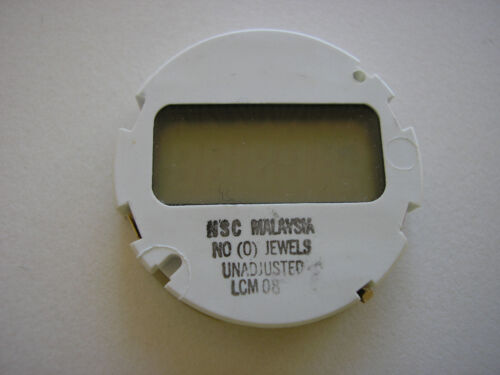 NSC MALAYSIA
NO (0) JEWELS
UNADJUSTED
LCM 08